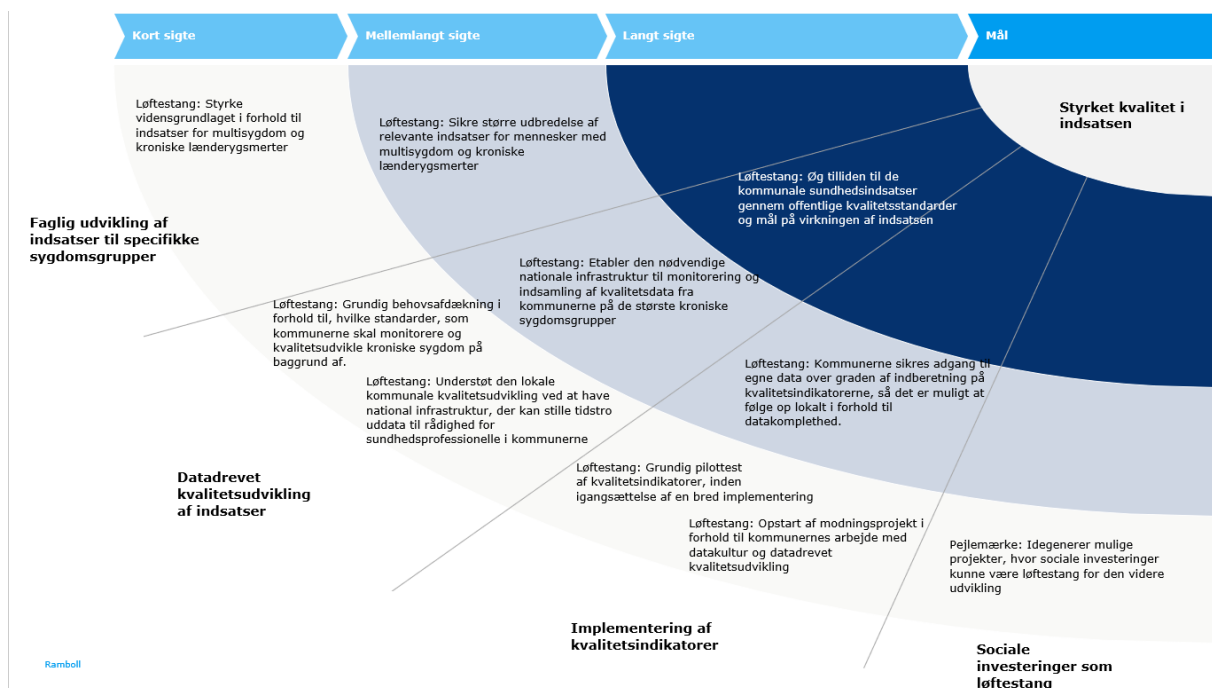 Kort sigte
Mellemlangt sigte
Langt sigte
Mål
Løftestang: Styrke
vidensgrundlaget i forhold til
indsatser for multisygdom og
kroniske lænderygsmerter
Løftestang: Sikre større udbredelse af
relevante indsatser for mennesker med
multisygdom og kroniske
lænderygsmerter
Styrket kvalitet i
indsatsen
Løftestang: Øg tilliden til de
kommunale sundhedsindsatser
gennem offentlige kvalitetsstandarder
og mål på virkningen af indsatsen
Faglig udvikling af
indsatser til specifikke
sygdomsgrupper
Løftestang: Etabler den nødvendige
nationale infrastruktur til monitorering og
indsamling af kvalitetsdata fra
kommunerne på de største kroniske
sygdomsgrupper
Løftestang: Grundig behovsafdækning i
forhold til, hvilke standarder, som
kommunerne skal monitorere og
kvalitetsudvikle kroniske sygdom på
baggrund af.
Løftestang: Kommunerne sikres adgang til
egne data over graden af indberetning på
kvalitetsindikatorerne, så det er muligt at
følge op lokalt i forhold til
datakomplethed.
Løftestang: Understøt den lokale
kommunale kvalitetsudvikling ved at have
national infrastruktur, der kan stille tidstro
uddata til rådighed for
sundhedsprofessionelle i kommunerne
Datadrevet
kvalitetsudvikling
af indsatser
Løftestang: Grundig pilottest
af kvalitetsindikatorer, inden
igangsættelse af en bred implementering
Løftestang: Opstart af modningsprojekt i
forhold til kommunernes arbejde med
datakultur og datadrevet
kvalitetsudvikling
Pejlemærke: Idegenerer mulige
projekter, hvor sociale investeringer
kunne være løftestang for den videre
udvikling
Implementering af
kvalitetsindikatorer
Sociale
investeringer som
løftestang
Ramboll